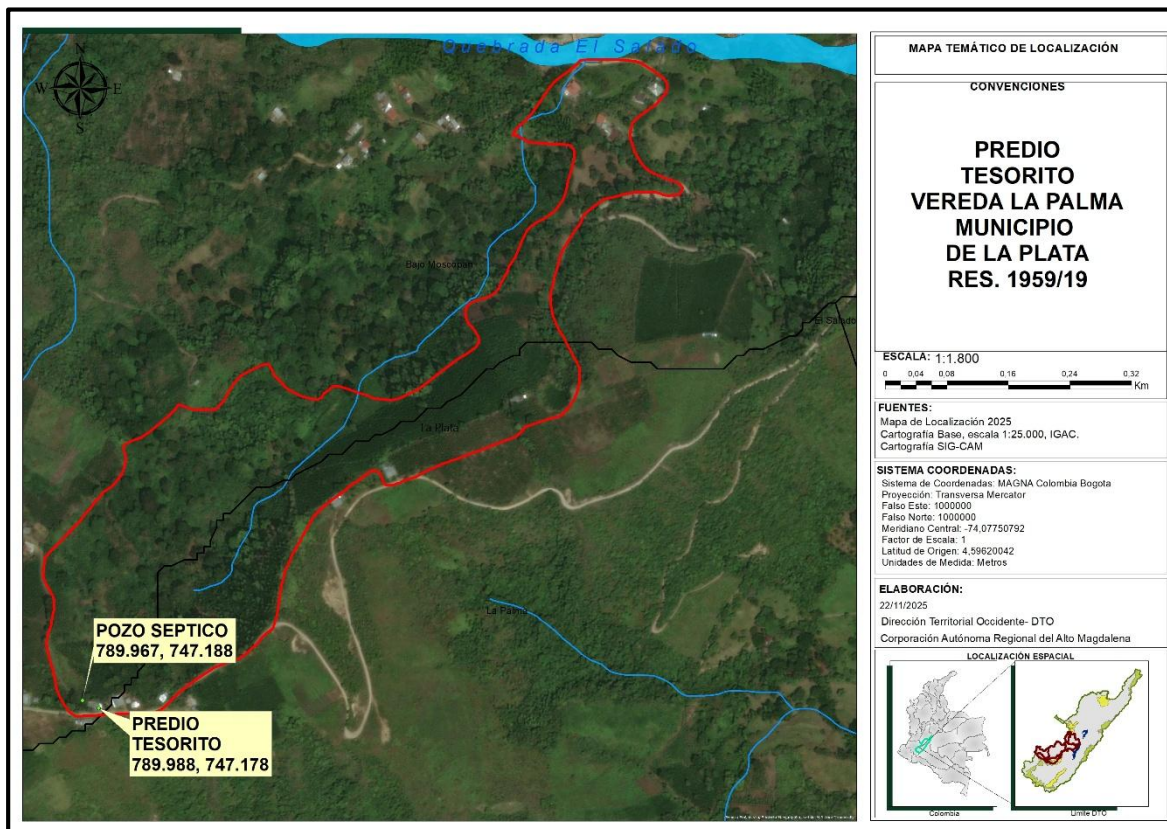 Quebrada El Salado
N
W E
S
Bajo Moscopan
El Salado
La Plata
La Palma
POZO SEPTICO
789.967, 747.188
PREDIO
TESORITO
789.988, 747.178
MAPA TEMÁTICO DE LOCALIZACIÓN
CONVENCIONES
PREDIO
TESORITO
VEREDA LA PALMA
MUNICIPIO
DE LA PLATA
RES. 1959/19
ESCALA: 1:1.800
0 0,04 0,08 0,16 0,24 0,32
Km
FUENTES:
Mapa de Localización 2025
Cartografía Base, escala 1:25.000, IGAC.
Cartografía SIG-CAM
SISTEMA COORDENADAS:
Sistema de Coordenadas: MAGNA Colombia Bogota
Proyección: Transversa Mercator
Falso Este: 1000000
Falso Norte: 1000000
Meridiano Central: -74,07750792
Factor de Escala: 1
Latitud de Origen: 4,59620042
Unidades de Medida: Metros
ELABORACIÓN:
22/11/2025
Dirección Territorial Occidente- DTO
Corporación Autónoma Regional del Alto Magdalena
LOCALIZACIÓN ESPACIAL
Colombia
Limite DTO